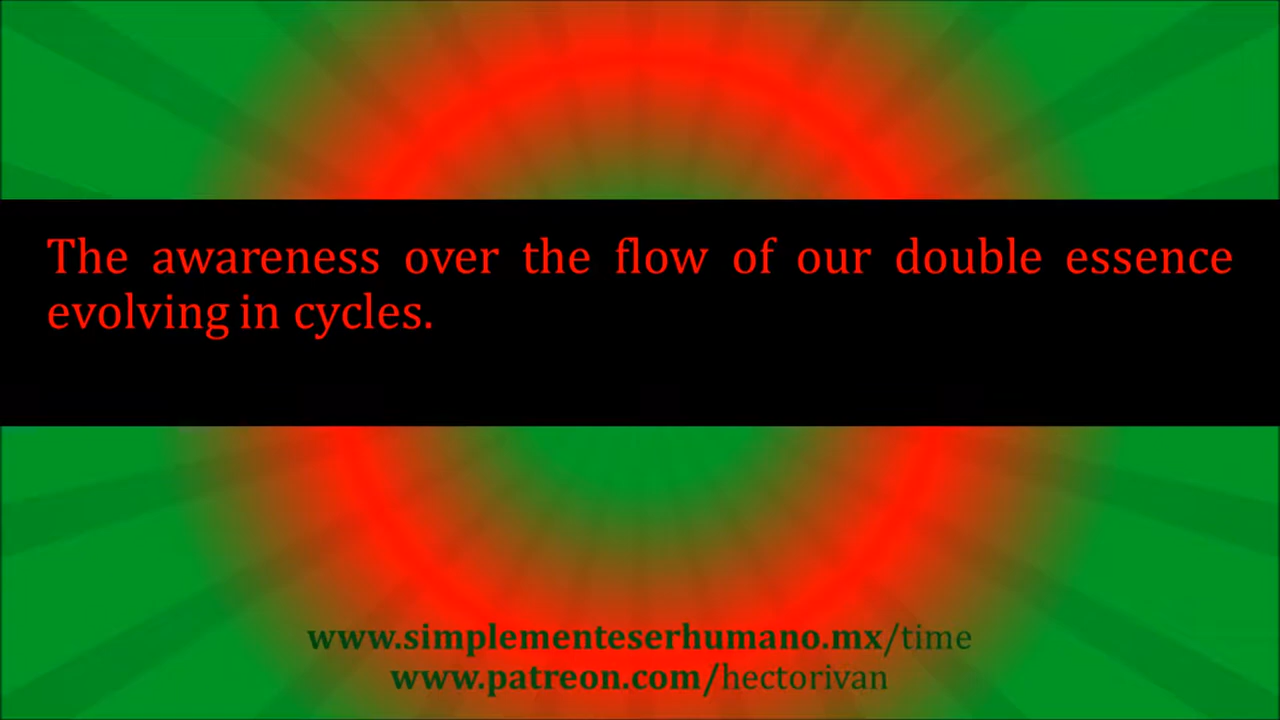 The awareness over the flow of our double essence
evolving in cycles.
www.simplementeserhumano.mx/time
www.patreon.com/hectorivan